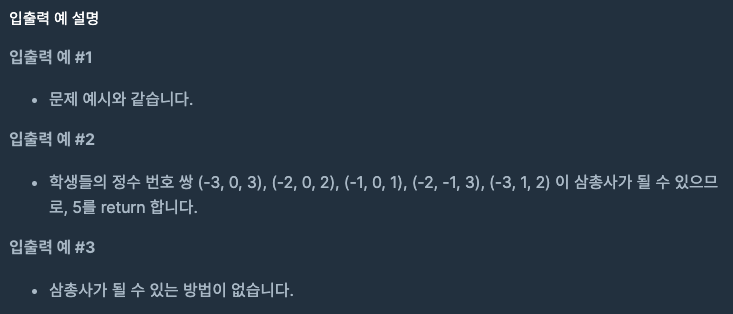 입출력 예 설명
입출력 예 #1
• 문제 예시와 같습니다.
입출력 예 #2
• 학생들의 정수 번호 쌍 (-3, 0, 3), (-2, 0, 2), (-1, 0, 1), (-2, -1, 3), (-3, 1, 2) 이 삼총사가 될 수 있으므
로, 5를 return 합니다.
입출력 예 #3
• 삼총사가 될 수 있는 방법이 없습니다.